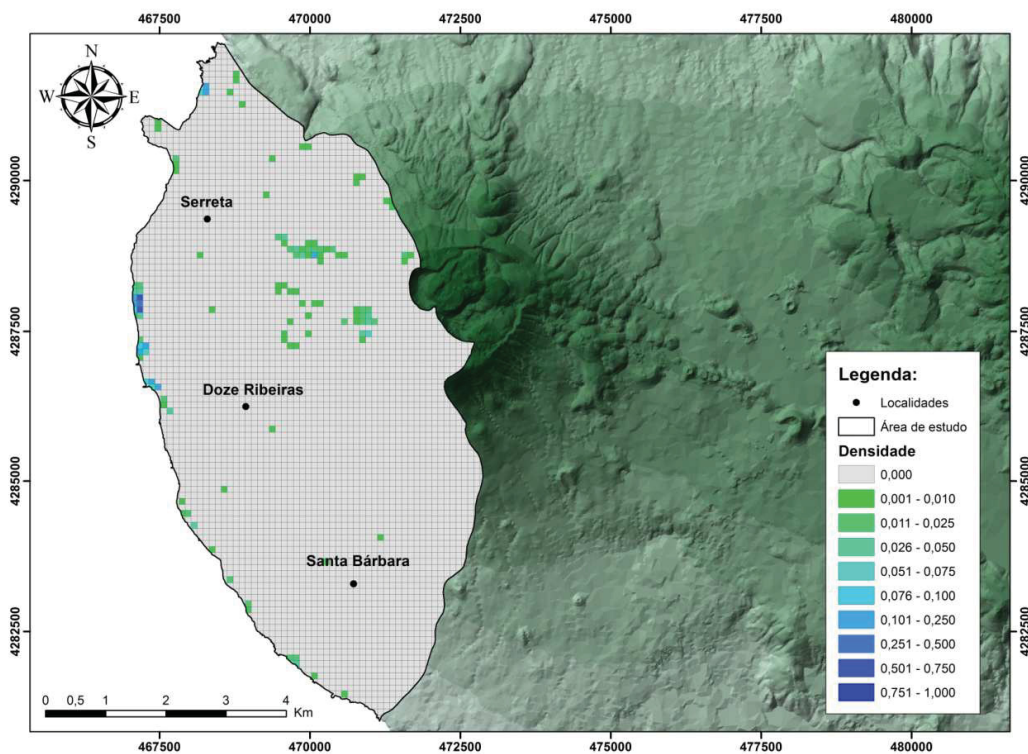 467500 470000 472500 475000 477500 480000
N
W E
S
4290000 4290000
Serreta
4287500 4287500
Doze Ribeiras
4285000 4285000
Santa Bárbara
4282500 4282500
Legenda:
Localidades
Área de estudo
Densidade
0,000
0,001 - 0,010
0,011 - 0,025
0,026 - 0,050
0,051 - 0,075
0,076 - 0,100
0,101 - 0,250
0,251 - 0,500
0,501 - 0,750
0,751 - 1,000
0 0,5 1 2 3 4
Km
467500 470000 472500 475000 477500 480000